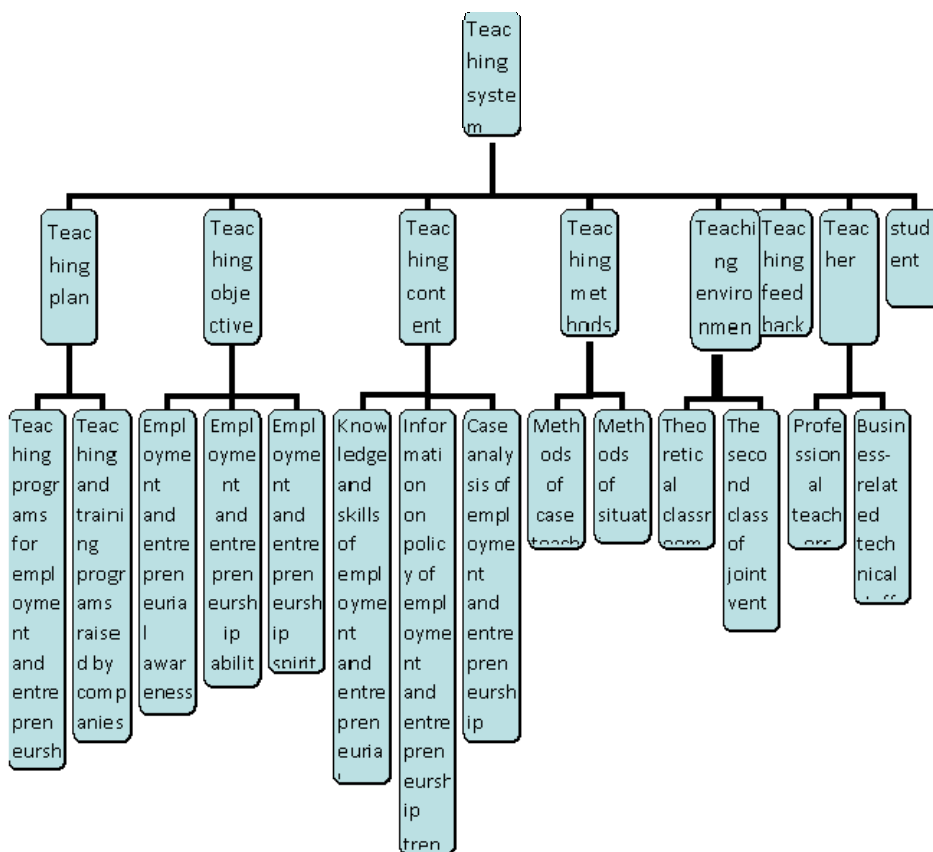 Teac
hing
syste
m
Teac
hing
plan
Teac
hing
obje
ctive
Teac
hing
cont
ent
Teac
hing
met
hods
Teachi
ng
enviro
nmen
Teac
hing
feed
back
Teac
her
stud
ent
Teac
hing
progr
ams
for
empl
oyme
nt
and
entre
pren
eursh
Teac
hing
and
traini
ng
progr
ams
raise
d by
comp
anies
Empl
oyme
nt
and
entre
pren
euria
l
awar
eness
Empl
oyme
nt
and
entre
pren
eursh
ip
abilit
Empl
oyme
nt
and
entre
pren
eursh
ip
spirit
Know
ledge
and
skills
of
empl
oyme
nt
and
entre
pren
euria
Infor
mati
on
on
polic
y of
empl
oyme
nt
and
entre
pren
eursh
ip
tren
Case
analy
sis of
empl
oyme
nt
and
entre
pren
eursh
ip
Meth
ods
of
case
teach
Meth
ods
of
situat
Theo
retic
al
classr
oom
The
seco
nd
class
of
joint
vent
Profe
ssion
al
teach
ers
Busin
ess-
relat
ed
tech
nical